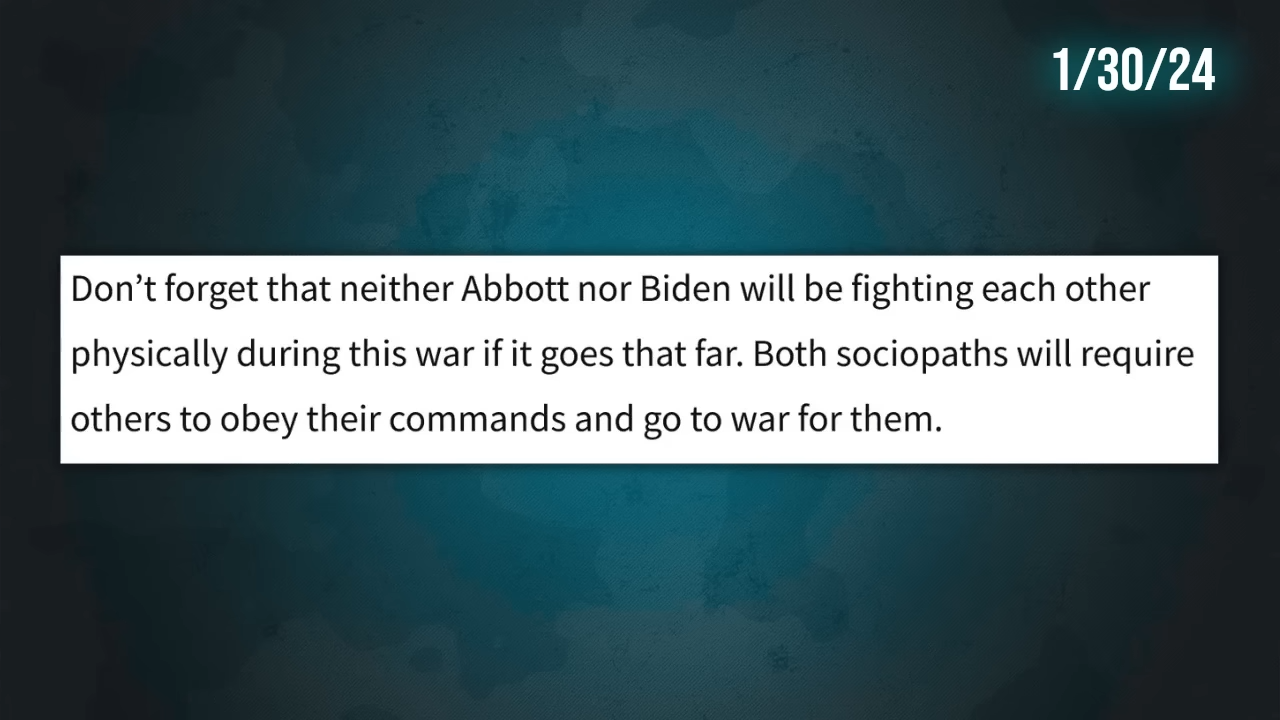 1/30/24
Don’t forget that neither Abbott nor Biden will be fighting each other
physically during this war if it goes that far. Both sociopaths will require
others to obey their commands and go to war for them.